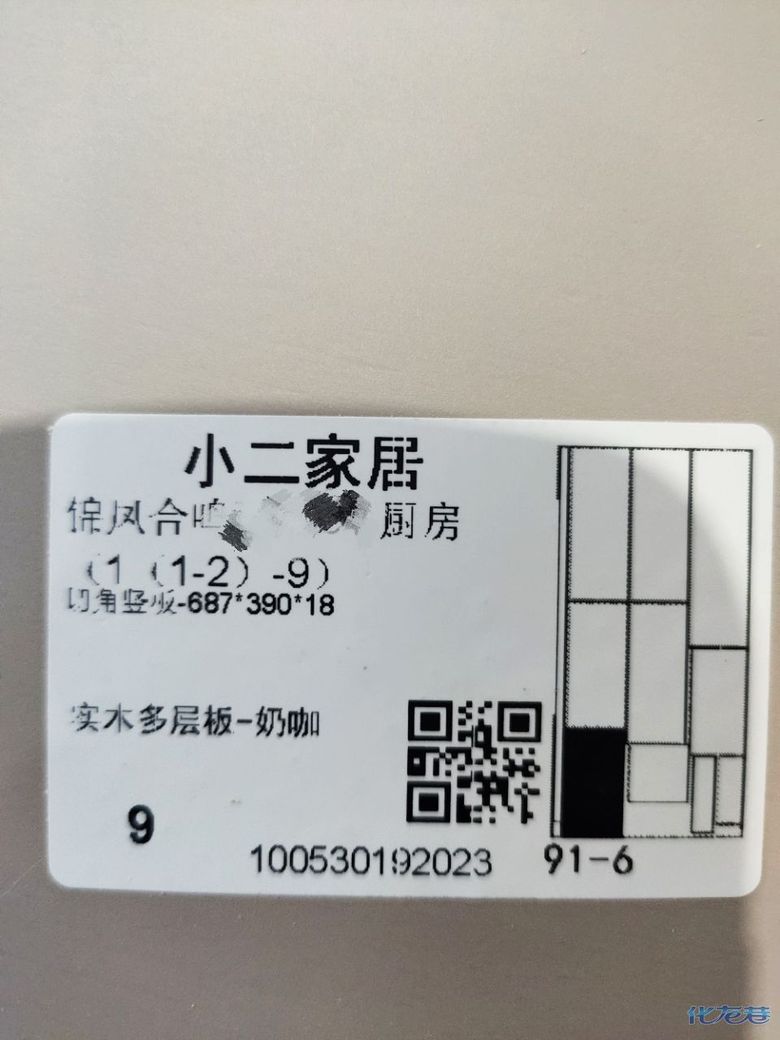 小二家居
锦凤合鸣 厨房
(1 (1-2) -9)
切角竖板-687*390*18
实木多层板-奶咖
9
100530192023
91-6
化龙巷